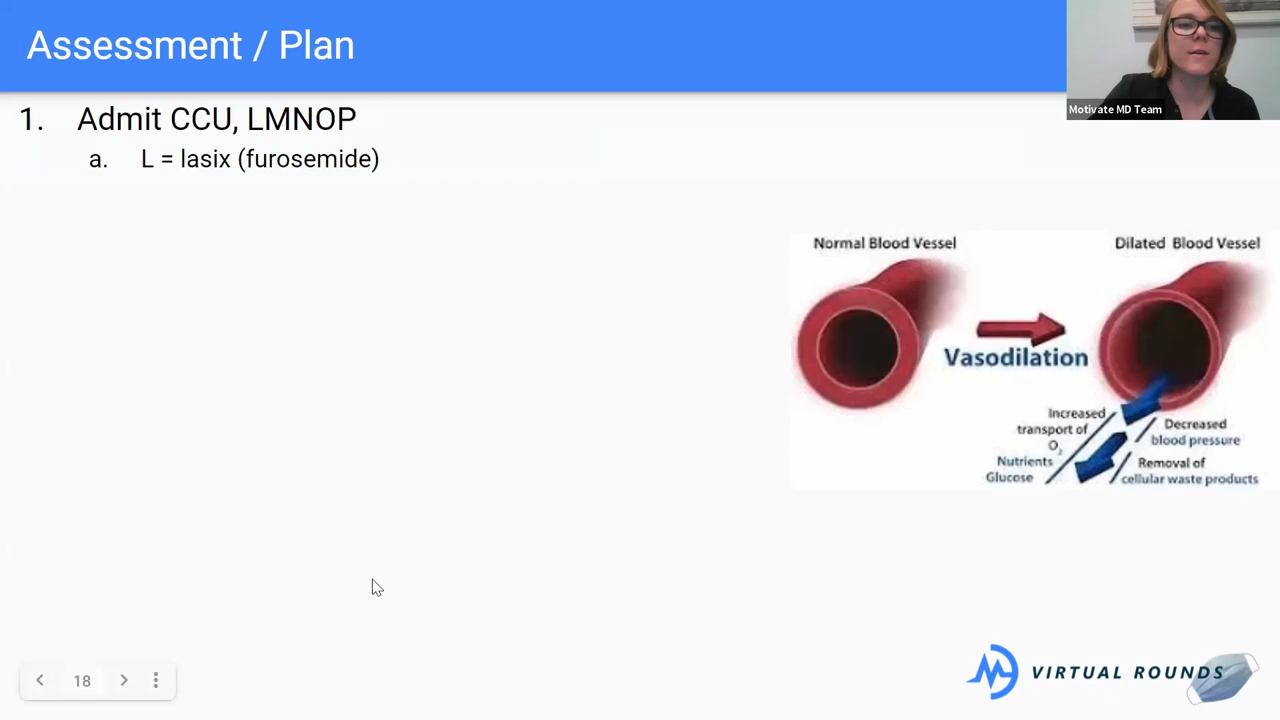 Assessment / Plan
Motivate MD Team
1. Admit CCU, LMNOP
a. L = lasix (furosemide)
Normal Blood Vessel
Dilated Blood Vessel
Vasodilation
Increased
transport of
O₂
Nutrients
Glucose
Decreased
blood pressure
Removal of
cellular waste products
18
VIRTUAL ROUNDS